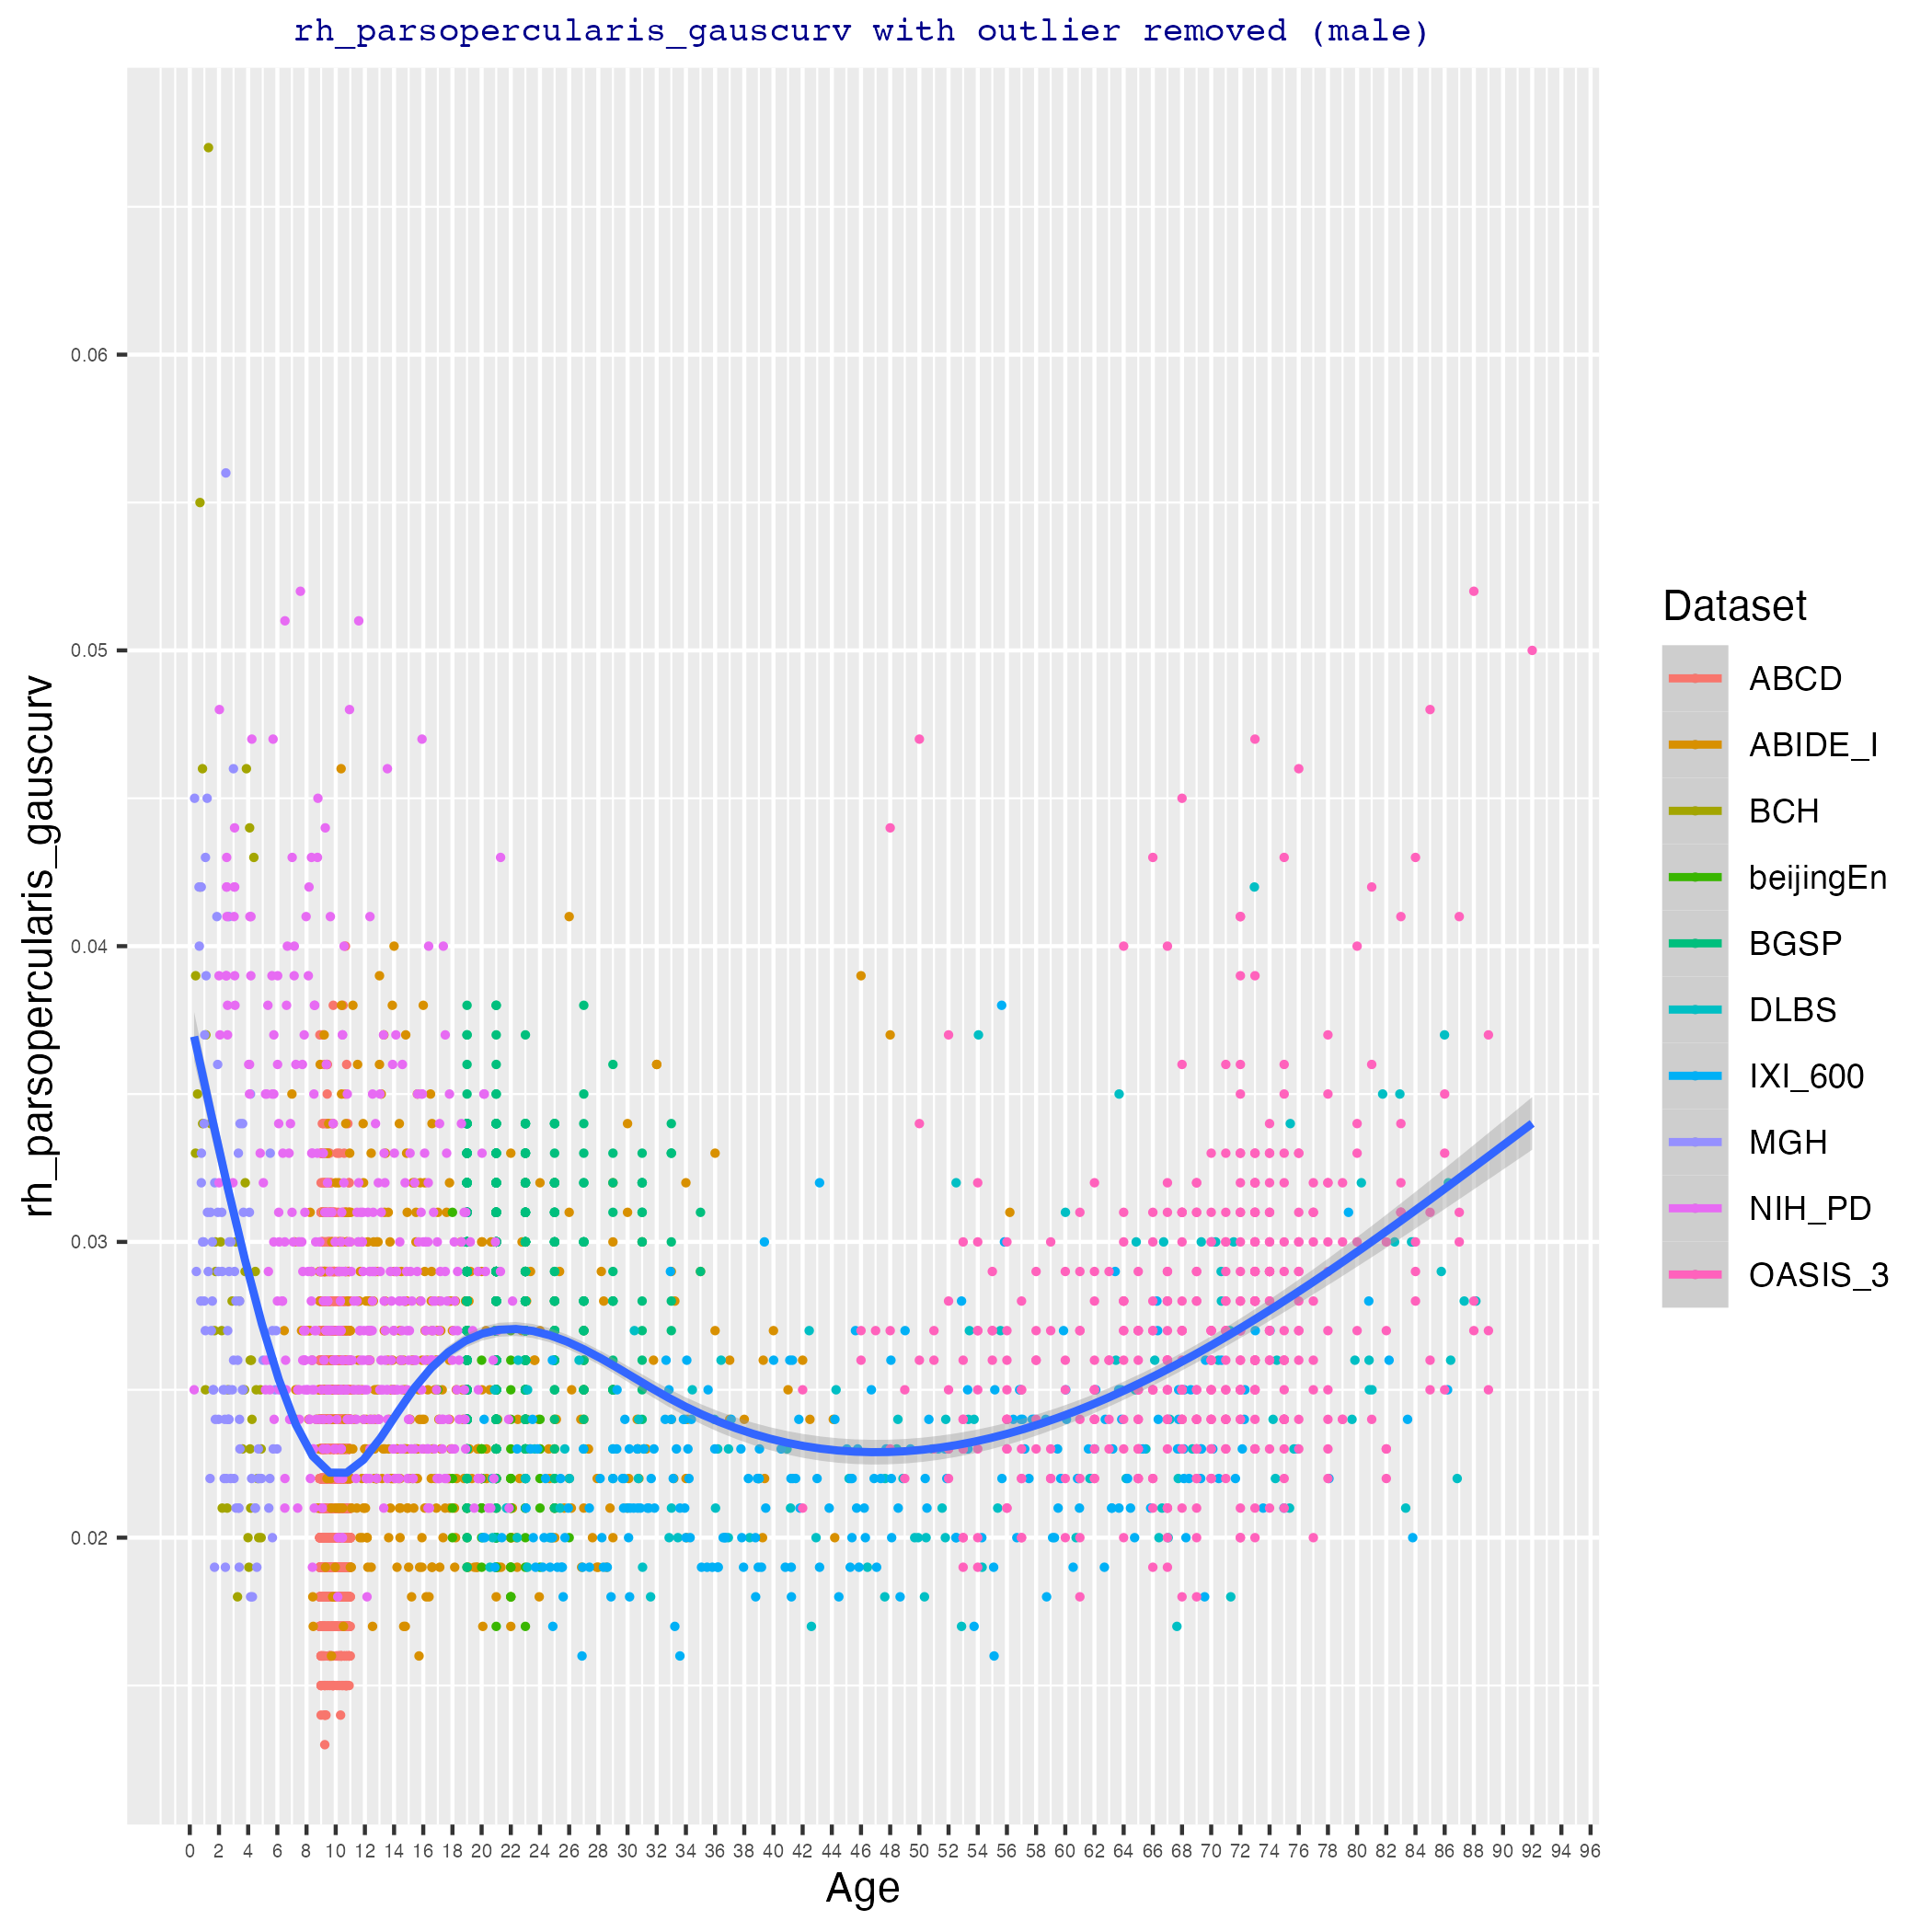 rh_parsopercularis_gauscurv with outlier removed (male)
rh_parsopercularis_gauscurv
0.06
0.05
0.04
0.03
0.02
0 2 4 6 8 10 12 14 16 18 20 22 24 26 28 30 32 34 36 38 40 42 44 46 48 50 52 54 56 58 60 62 64 66 68 70 72 74 76 78 80 82 84 86 88 90 92 94 96
Age
Dataset
ABCD
ABIDE_I
BCH
beijingEn
BGSP
DLBS
IXI_600
MGH
NIH_PD
OASIS_3